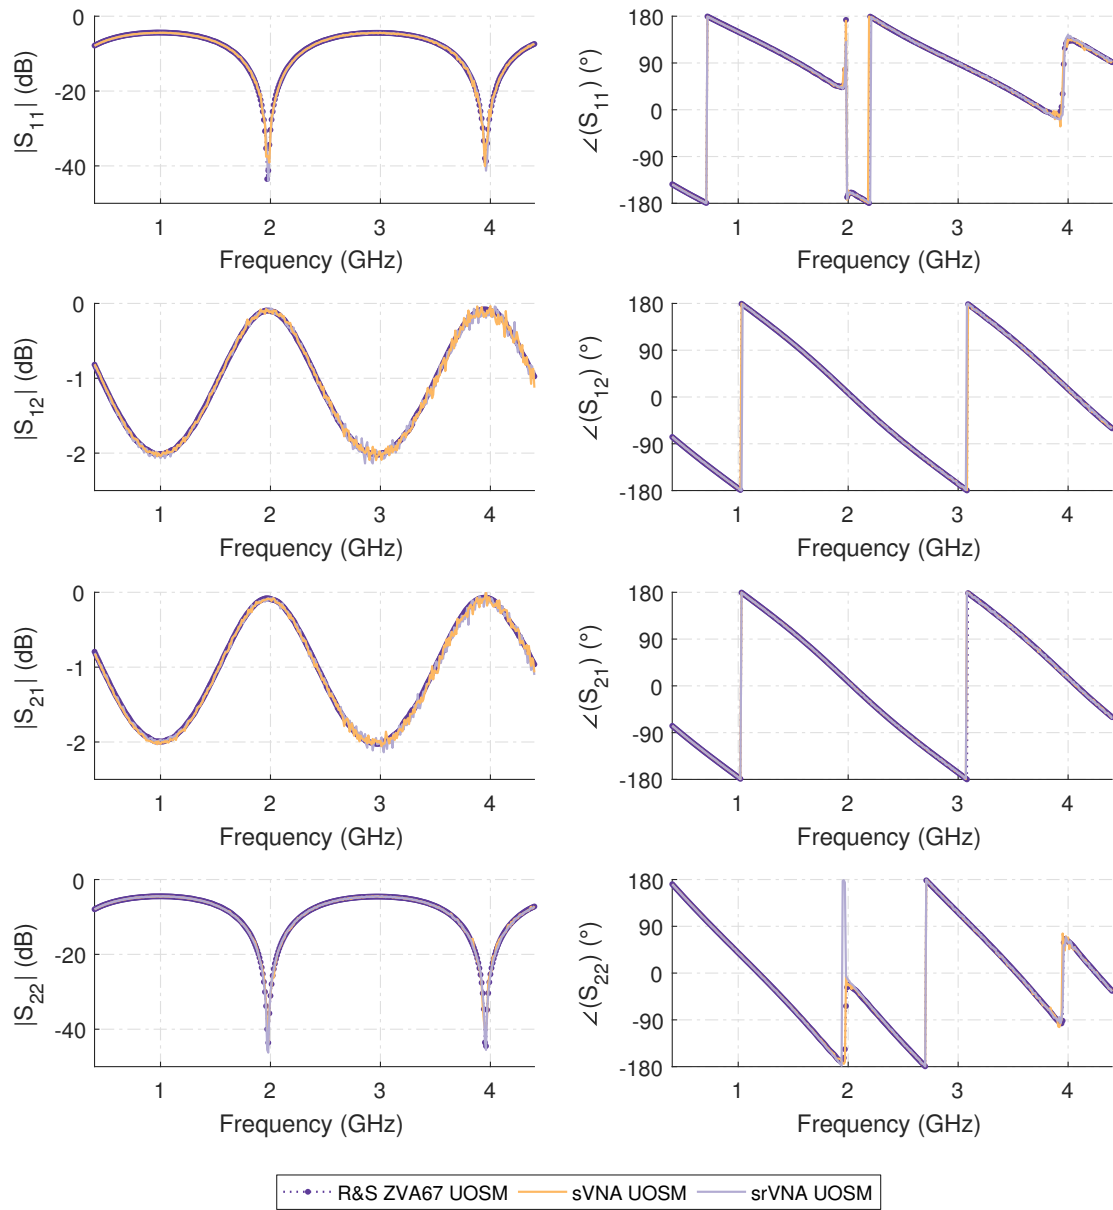 0
-20
-40
|S11| (dB)
1 2 3 4
Frequency (GHz)
180
90
0
-90
-180
∠(S11) (°)
1 2 3 4
Frequency (GHz)
0
-1
-2
|S12| (dB)
1 2 3 4
Frequency (GHz)
180
90
0
-90
-180
∠(S12) (°)
1 2 3 4
Frequency (GHz)
0
-1
-2
|S21| (dB)
1 2 3 4
Frequency (GHz)
180
90
0
-90
-180
∠(S21) (°)
1 2 3 4
Frequency (GHz)
0
-20
-40
|S22| (dB)
1 2 3 4
Frequency (GHz)
180
90
0
-90
-180
∠(S22) (°)
1 2 3 4
Frequency (GHz)
R&S ZVA67 UOSM sVNA UOSM srVNA UOSM